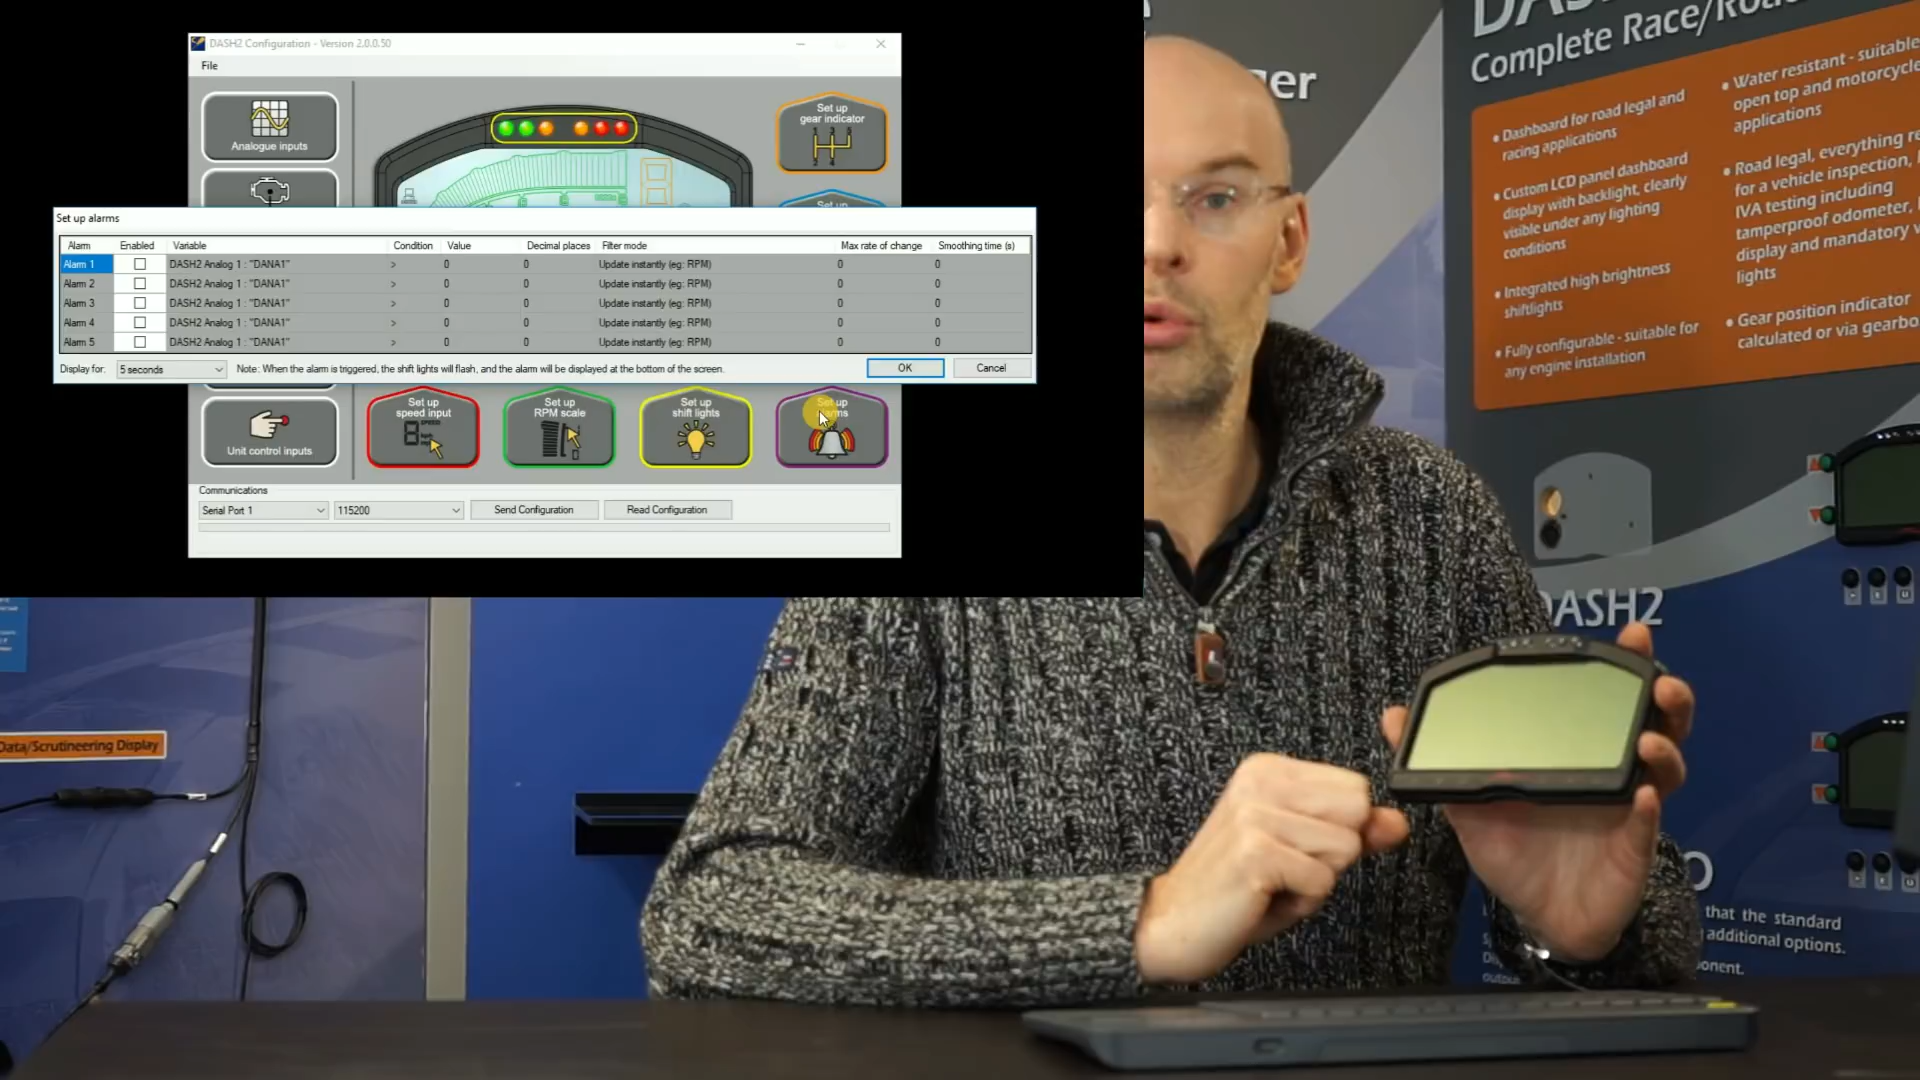 DASH2 Configuration - Version 2.0.0.50
File
Analogue inputs
Set up
gear indicator
Set up
Set up alarms
Alarm Enabled Variable Condition Value Decimal places Filter mode Max rate of change Smoothing time (s)
Alarm 1 DASH2 Analog 1 : "DANA1" > 0 0 Update instantly (eg: RPM) 0 0
Alarm 2 DASH2 Analog 1 : "DANA1" > 0 0 Update instantly (eg: RPM) 0 0
Alarm 3 DASH2 Analog 1 : "DANA1" > 0 0 Update instantly (eg: RPM) 0 0
Alarm 4 DASH2 Analog 1 : "DANA1" > 0 0 Update instantly (eg: RPM) 0 0
Alarm 5 DASH2 Analog 1 : "DANA1" > 0 0 Update instantly (eg: RPM) 0 0
Display for: 5 seconds Note: When the alarm is triggered, the shift lights will flash, and the alarm will be displayed at the bottom of the screen. OK Cancel
Unit control inputs
Set up
speed input
SPEED
Set up
RPM scale
Set up
shift lights
Set up
alarms
Communications
Serial Port 1 115200 Send Configuration Read Configuration
ger
Complete Race/Road
• Dashboard for road legal and
racing applications
• Custom LCD panel dashboard
display with backlight, clearly
visible under any lighting
conditions
• Integrated high brightness
shiftlights
• Fully configurable - suitable for
any engine installation
• Water resistant - suitable
open top and motorcycle
applications
• Road legal, everything
for a vehicle inspection,
IVA testing including
tamperproof odometer,
display and mandatory
lights
• Gear position indicator
calculated or via gearbo
DASH2
Data/Scrutineering Display
that the standard
additional options.
onent.